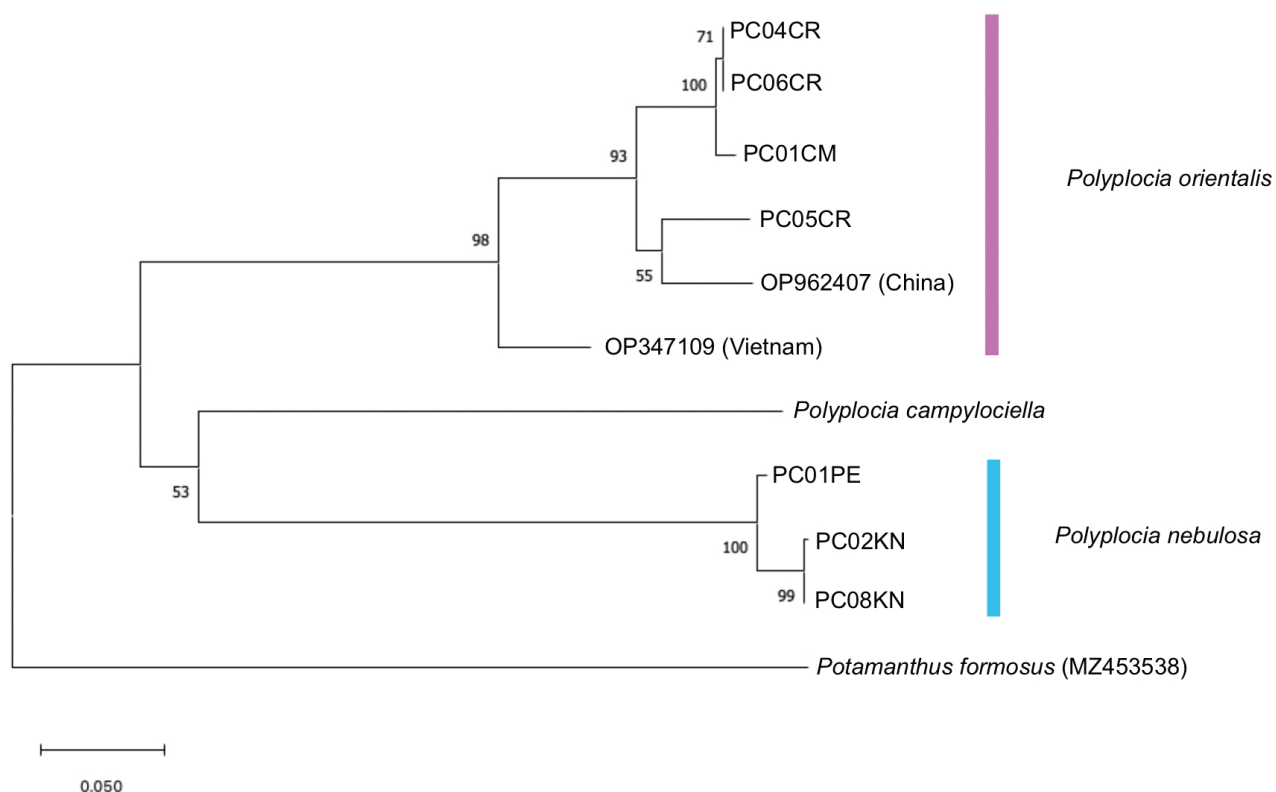 71
PC04CR
100
PC06CR
93
PC01CM
Polyplocia orientalis
PC05CR
98
55
OP962407 (China)
OP347109 (Vietnam)
Polyplocia campylociella
53
PC01PE
100
PC02KN
Polyplocia nebulosa
99
PC08KN
Potamanthus formosus (MZ453538)
0.050